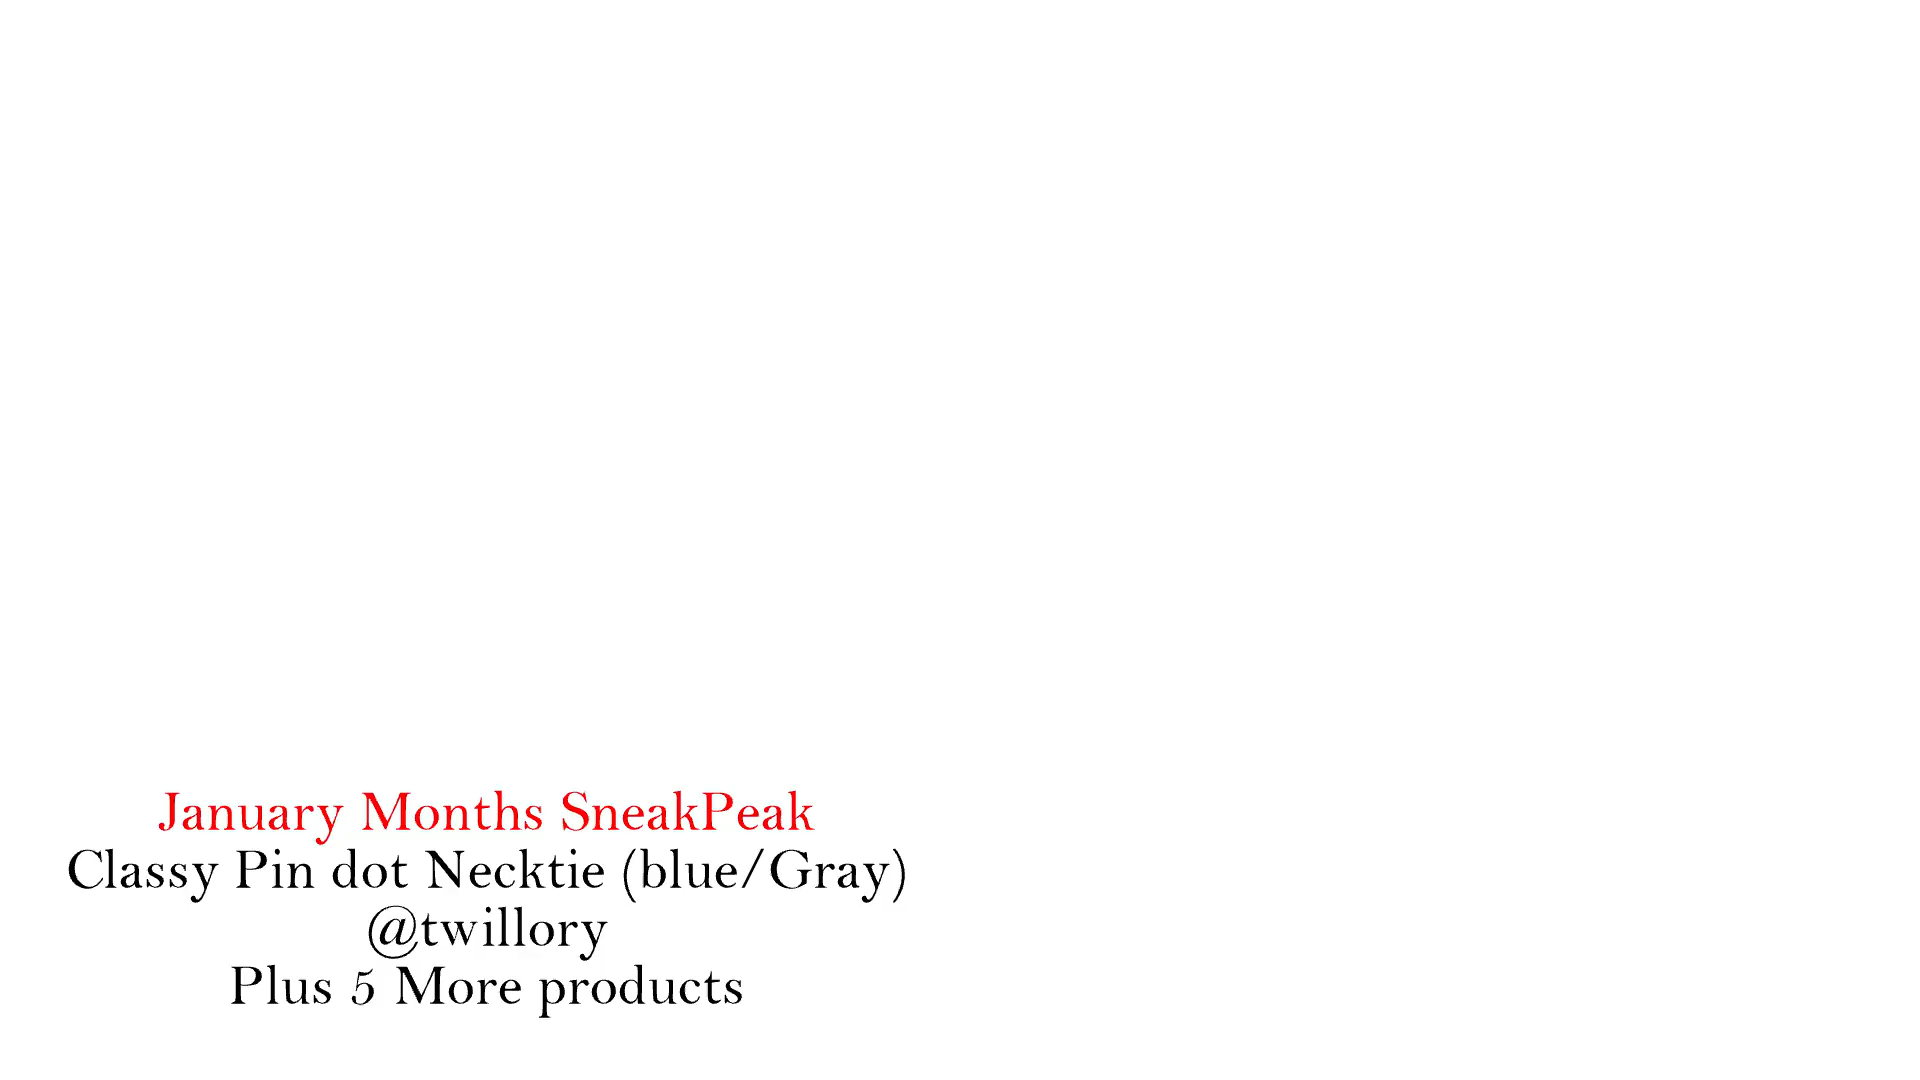 January Months SneakPeak
Classy Pin dot Necktie (blue/Gray)
@twillory
Plus 5 More products